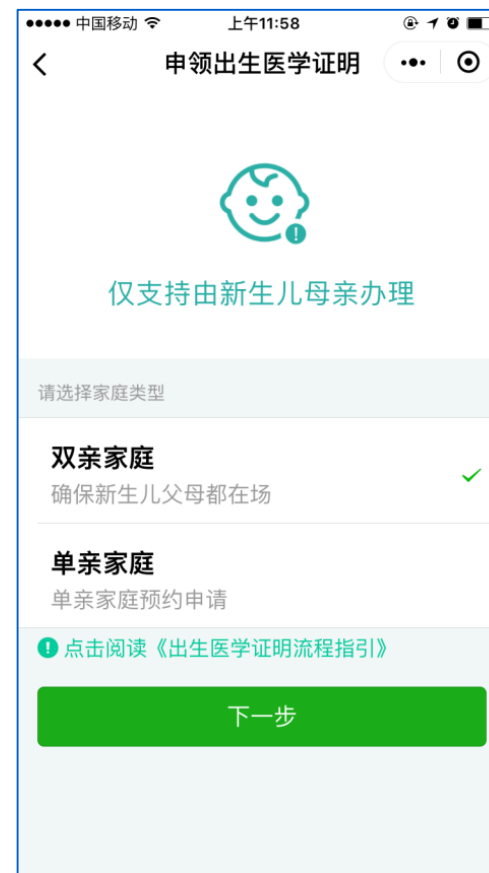 中国移动 上午11:58
申领出生医学证明
仅支持由新生儿母亲办理
请选择家庭类型
双亲家庭
确保新生儿父母都在场
单亲家庭
单亲家庭预约申请
点击阅读《出生医学证明流程指引》
下一步